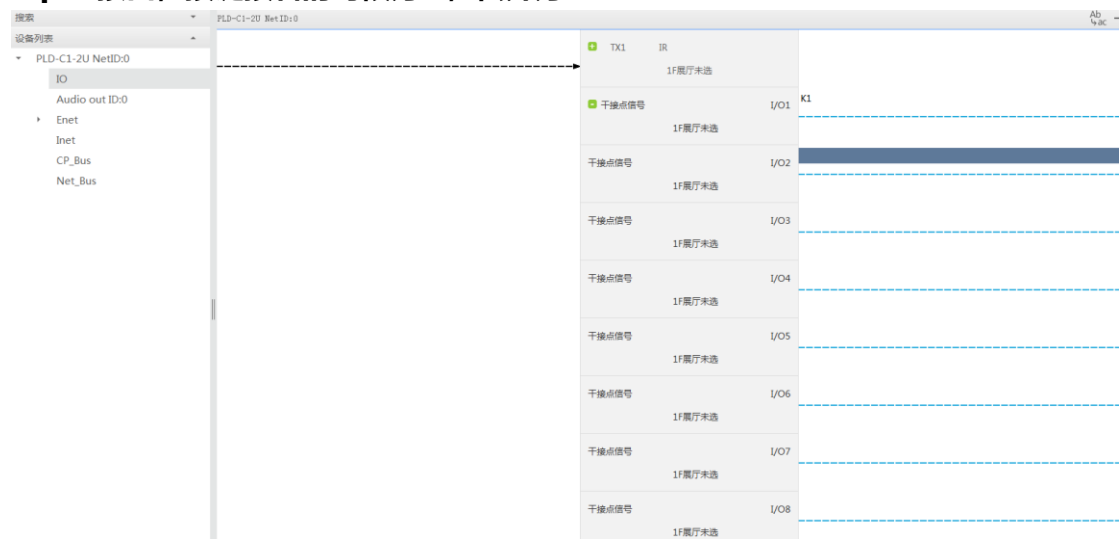 搜索
PLD-C1-2U NetID:0
Ab
ac
设备列表
PLD-C1-2U NetID:0
IO
Audio out ID:0
Enet
Inet
CP_Bus
Net_Bus
TX1 IR
1F展厅未选
干接点信号 I/O1 K1
1F展厅未选
干接点信号 I/O2
1F展厅未选
干接点信号 I/O3
1F展厅未选
干接点信号 I/O4
1F展厅未选
干接点信号 I/O5
1F展厅未选
干接点信号 I/O6
1F展厅未选
干接点信号 I/O7
1F展厅未选
干接点信号 I/O8
1F展厅未选